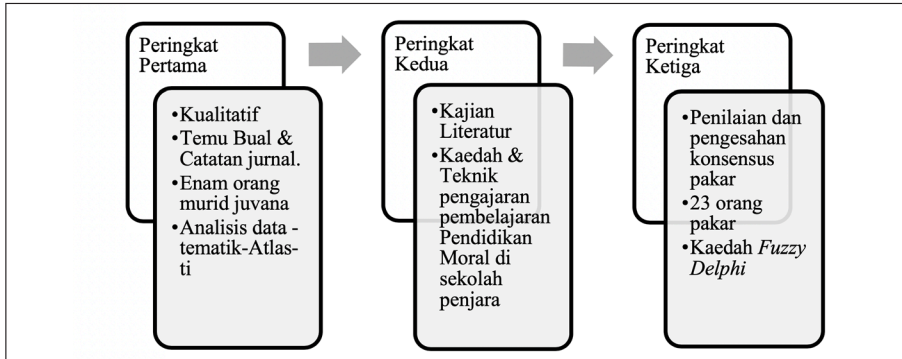 Peringkat
Pertama
•Kualitatif
•Temu Bual &
Catatan jurnal.
•Enam orang
murid juvana
•Analisis data -
tematik-Atlas-
ti
Peringkat
Kedua
•Kajian
Literatur
•Kaedah &
Teknik
pengajaran
pembelajaran
Pendidikan
Moral di
sekolah
penjara
Peringkat
Ketiga
•Penilaian dan
pengesahan
konsensus
pakar
•23 orang
pakar
•Kaedah Fuzzy
Delphi